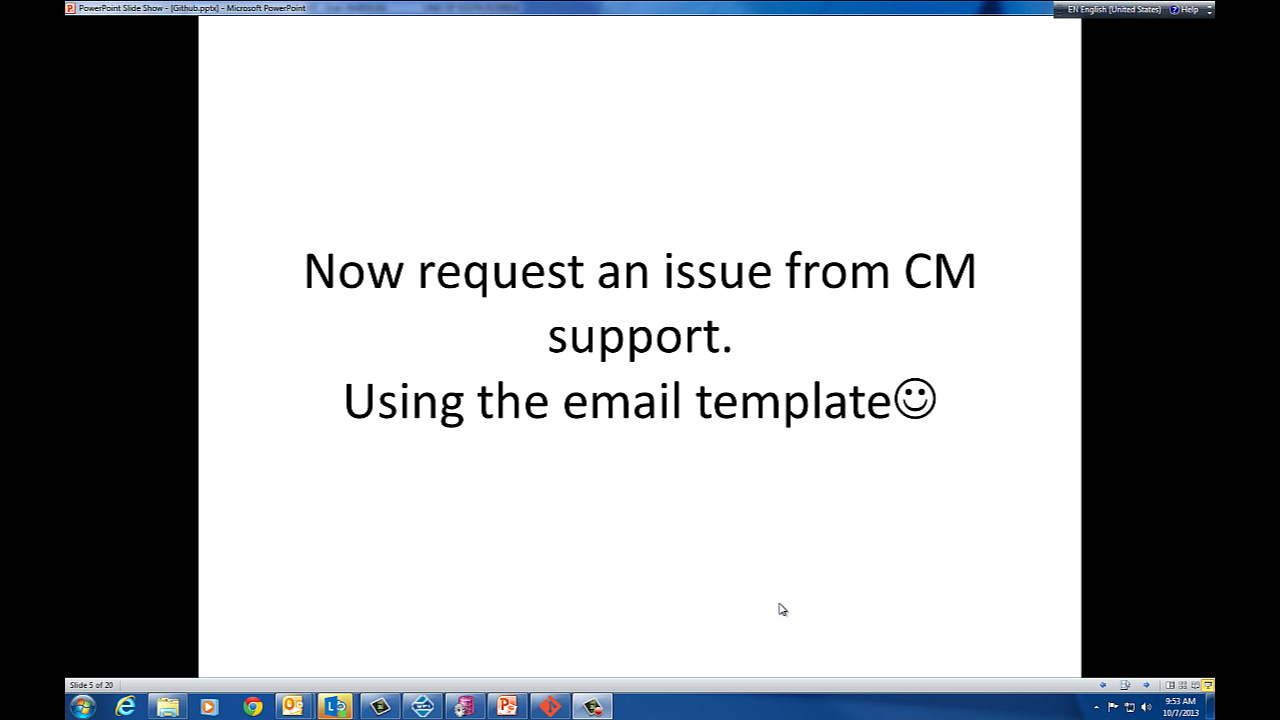 PowerPoint Slide Show - [Github.pptx] - Microsoft PowerPoint
EN English (United States) Help
Now request an issue from CM
support.
Using the email template☺
Slide 5 of 20
9:53 AM
10/7/2013